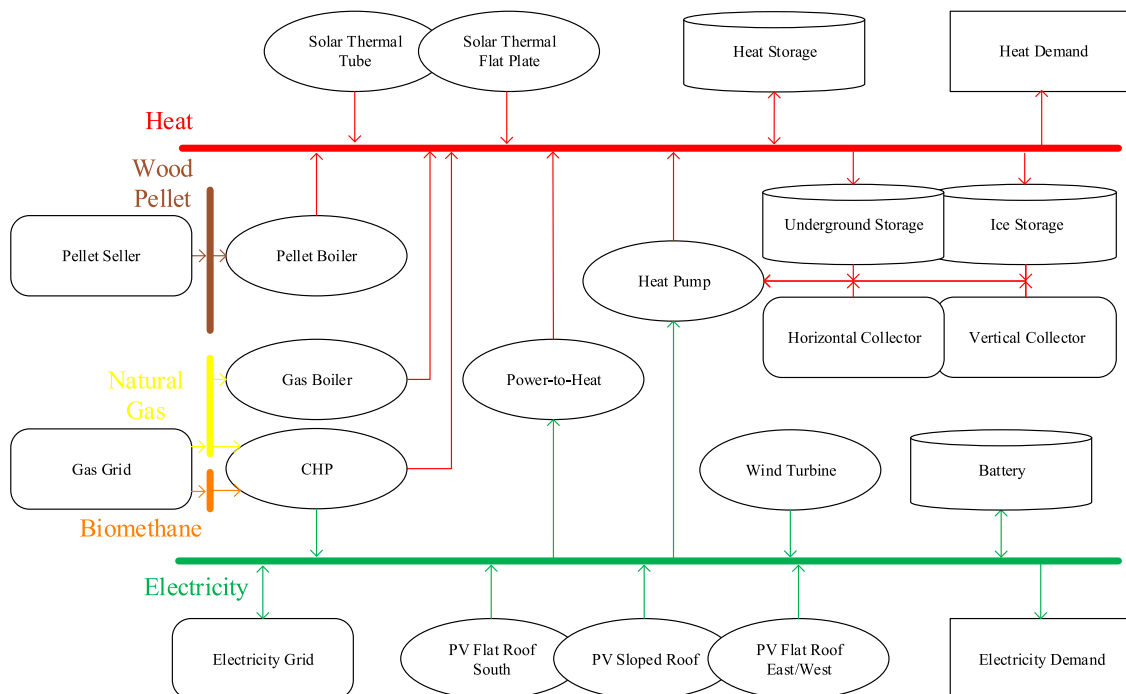 Solar Thermal
Tube
Solar Thermal
Flat Plate
Heat Storage
Heat Demand
Heat
Wood
Pellet
Pellet Seller
Pellet Boiler
Underground Storage
Ice Storage
Heat Pump
Horizontal Collector
Vertical Collector
Natural
Gas
Gas Boiler
Power-to-Heat
Gas Grid
CHP
Wind Turbine
Battery
Biomethane
Electricity
Electricity Grid
PV Flat Roof
South
PV Sloped Roof
PV Flat Roof
East/West
Electricity Demand